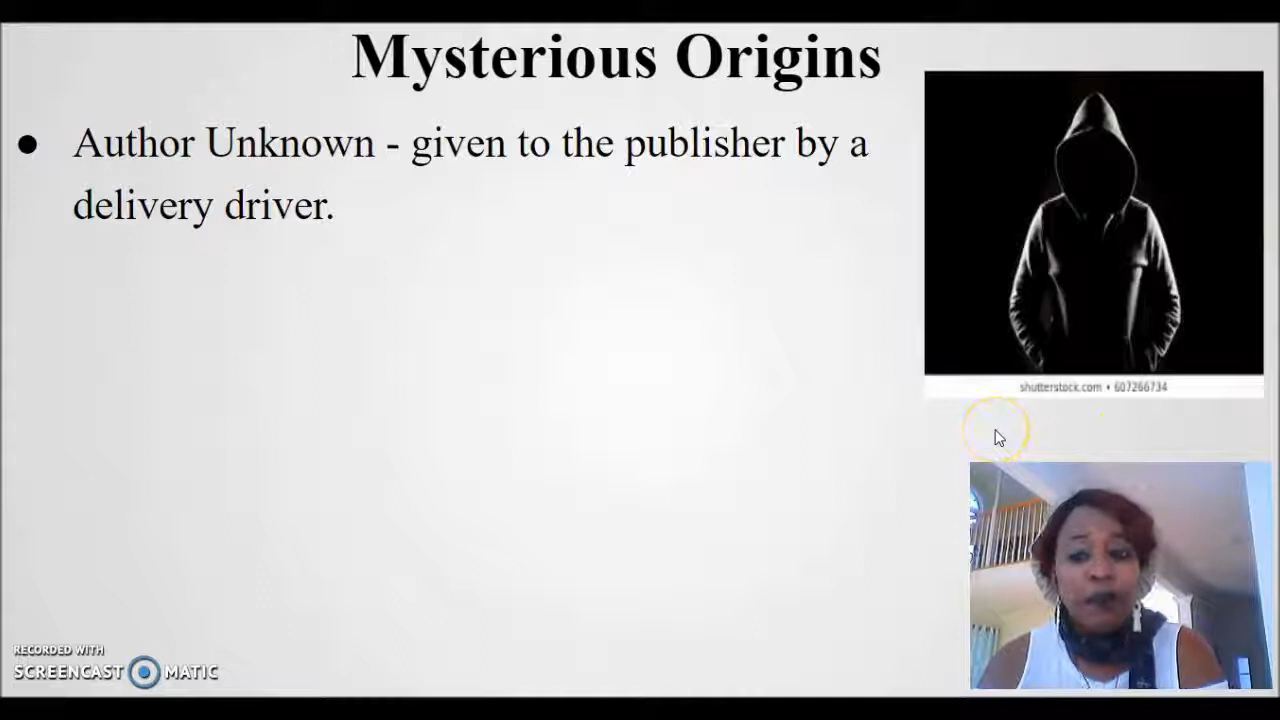 Mysterious Origins
● Author Unknown - given to the publisher by a
delivery driver.
shutterstock.com • 607266734
RECORDED WITH
SCREENCAST MATIC